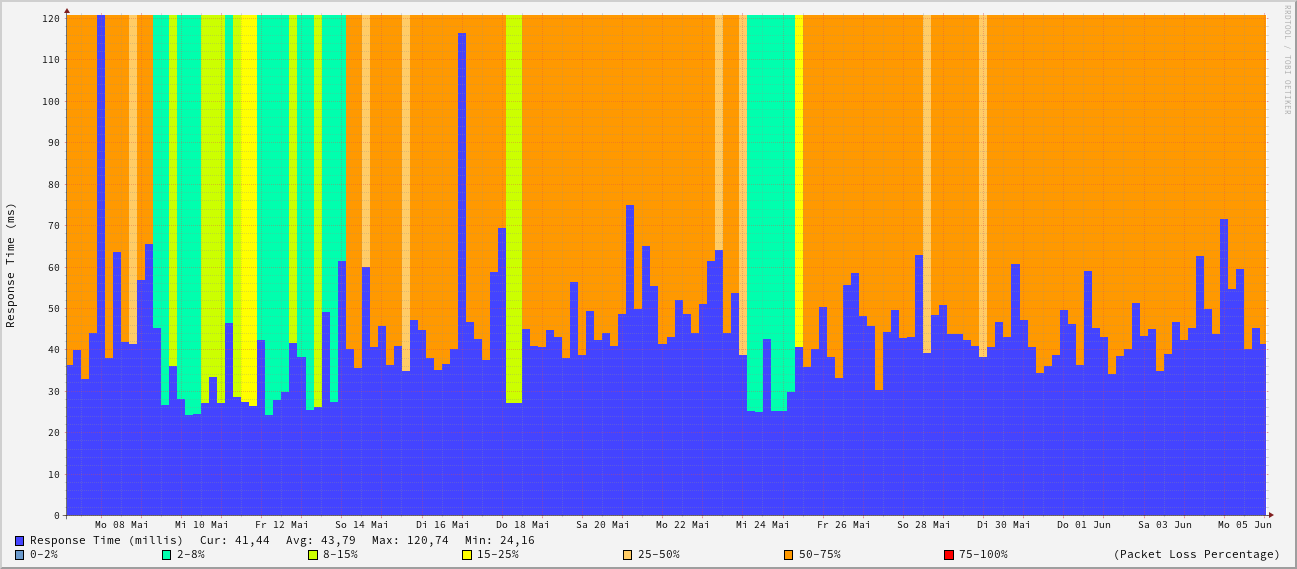 RRDTOOL / TOBI OETIKER
Response Time (ms)
120
110
100
90
80
70
60
50
40
30
20
10
0
Mo 08 Mai Mi 10 Mai Fr 12 Mai So 14 Mai Di 16 Mai Do 18 Mai Sa 20 Mai Mo 22 Mai Mi 24 Mai Fr 26 Mai So 28 Mai Di 30 Mai Do 01 Jun Sa 03 Jun Mo 05 Jun
Response Time (millis) Cur: 41,44 Avg: 43,79 Max: 120,74 Min: 24,16
0-2% 2-8% 8-15% 15-25% 25-50% 50-75% 75-100% (Packet Loss Percentage)